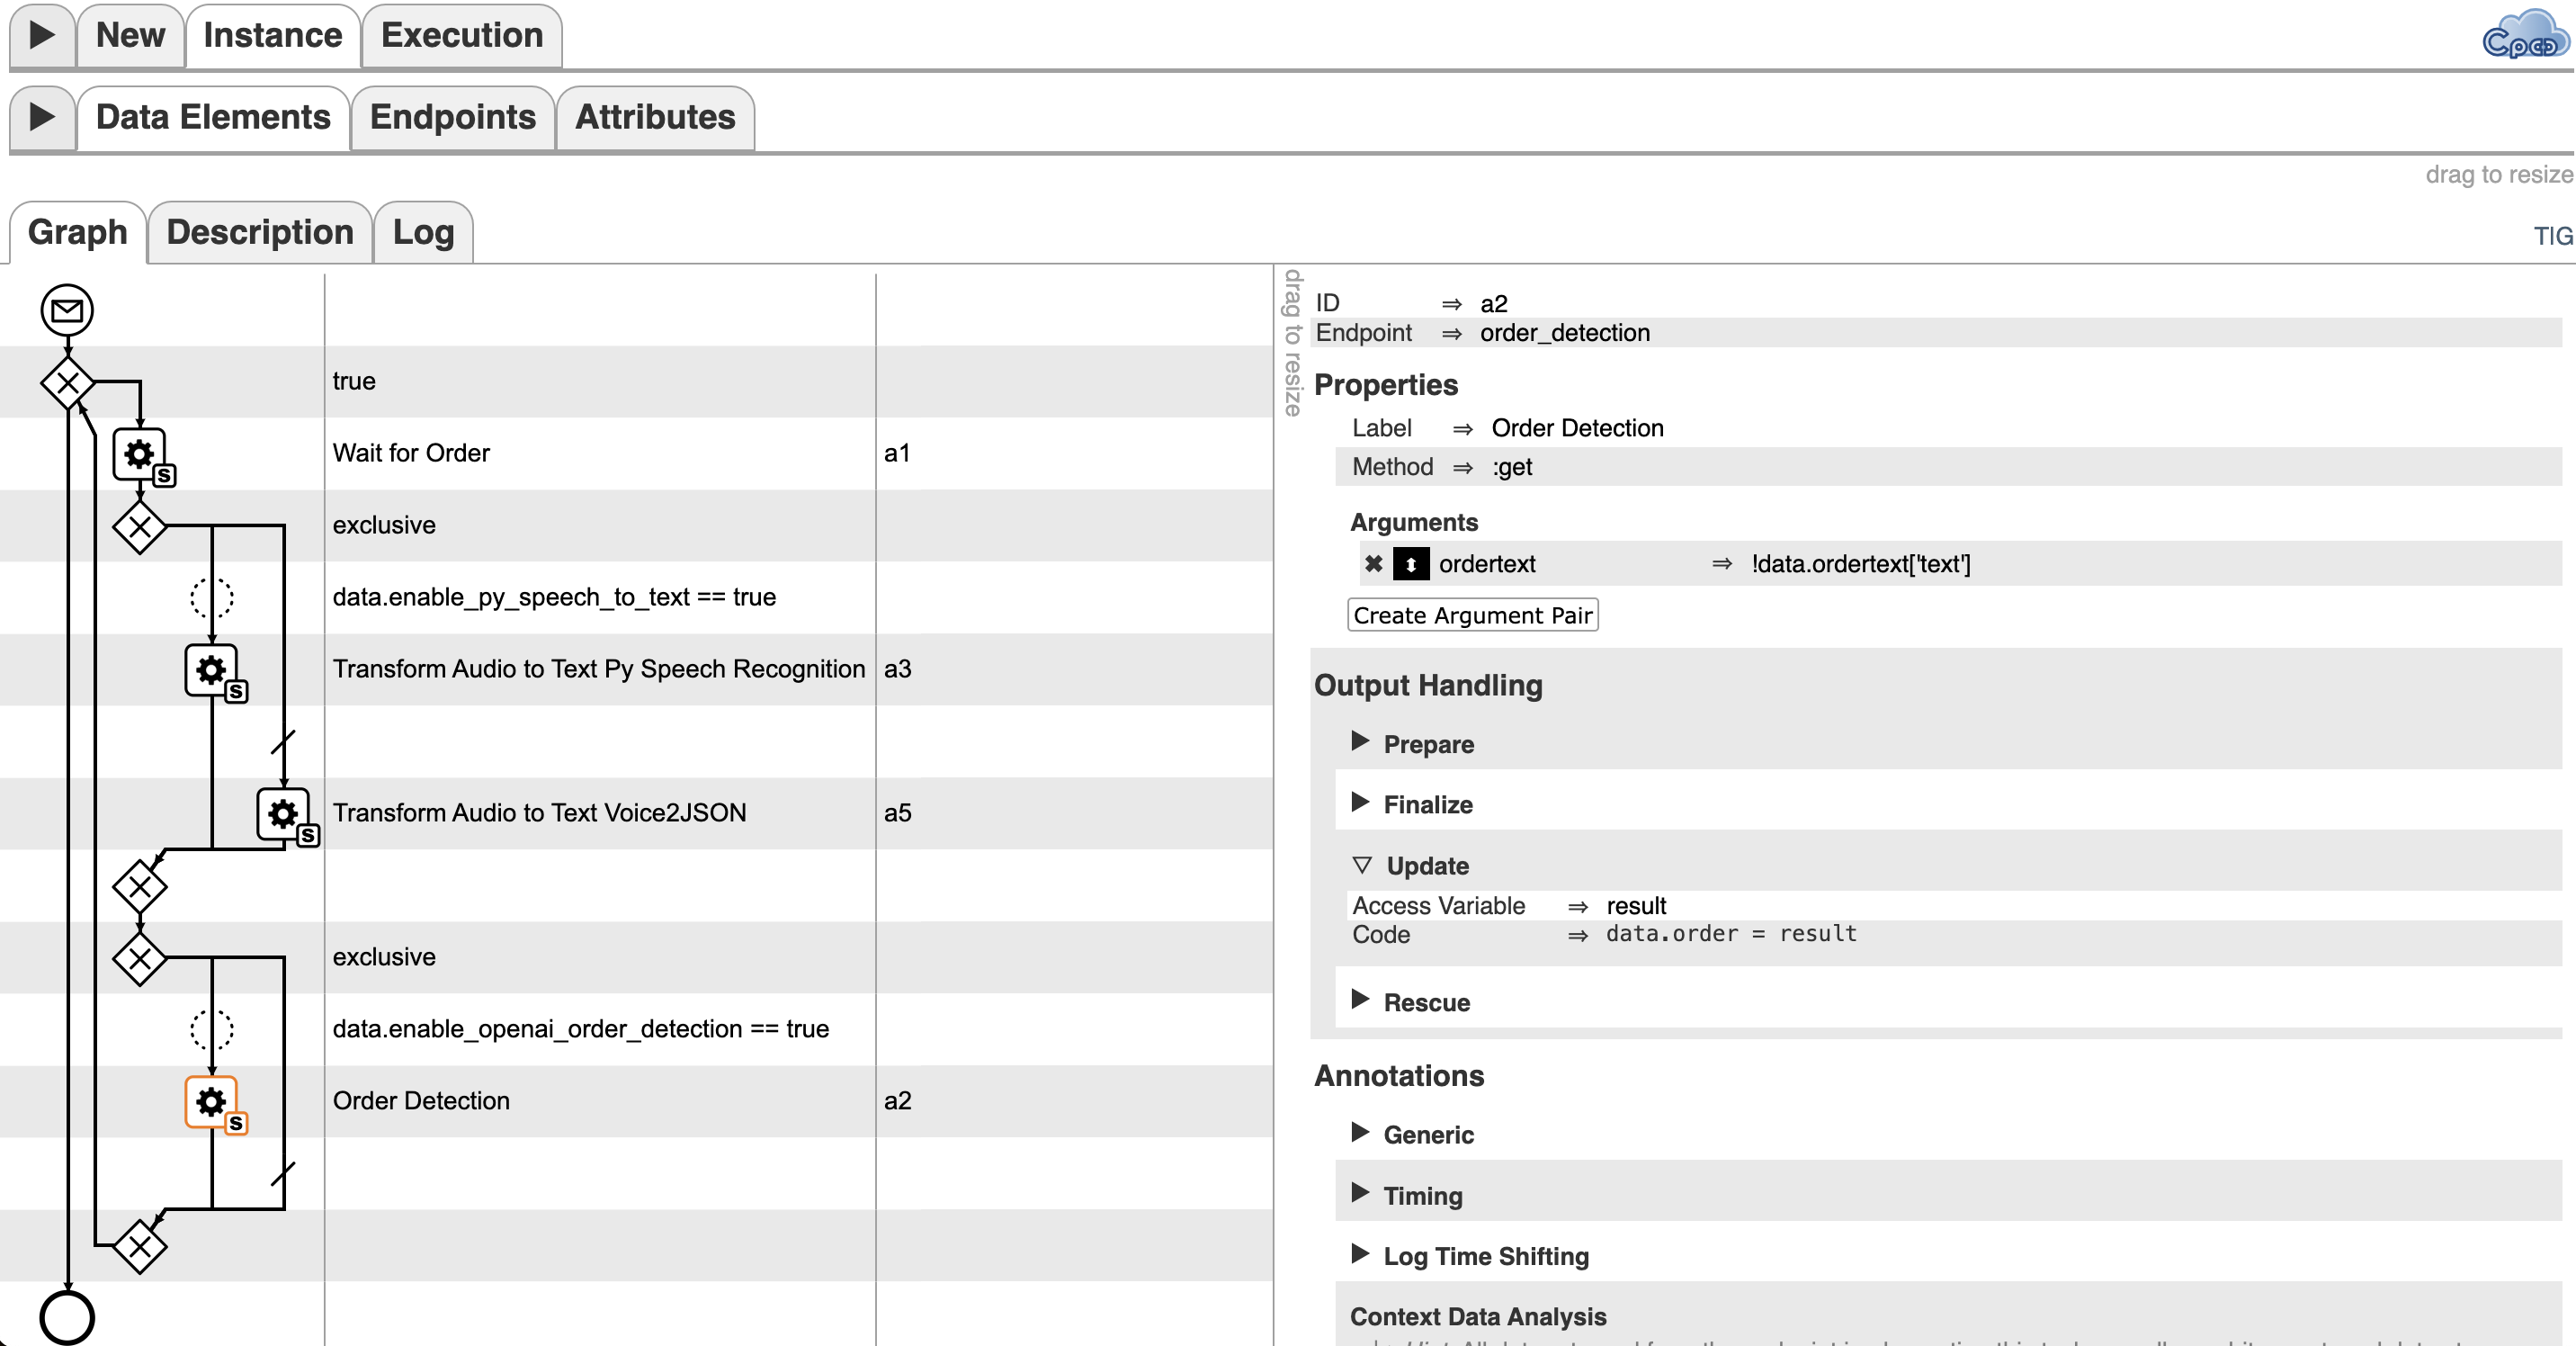 New Instance Execution
Cpee
Data Elements Endpoints Attributes
drag to resize
Graph Description Log
TIG
drag to resize
true
Wait for Order a1
S
exclusive
data.enable_py_speech_to_text == true
Transform Audio to Text Py Speech Recognition a3
S
Transform Audio to Text Voice2JSON a5
S
exclusive
data.enable_openai_order_detection == true
Order Detection a2
S
ID ⇒ a2
Endpoint ⇒ order_detection
Properties
Label ⇒ Order Detection
Method ⇒ :get
Arguments
✖ ordertext ⇒ !data.ordertext['text']
Create Argument Pair
Output Handling
Prepare
Finalize
Update
Access Variable ⇒ result
Code ⇒ data.order = result
Rescue
Annotations
Generic
Timing
Log Time Shifting
Context Data Analysis